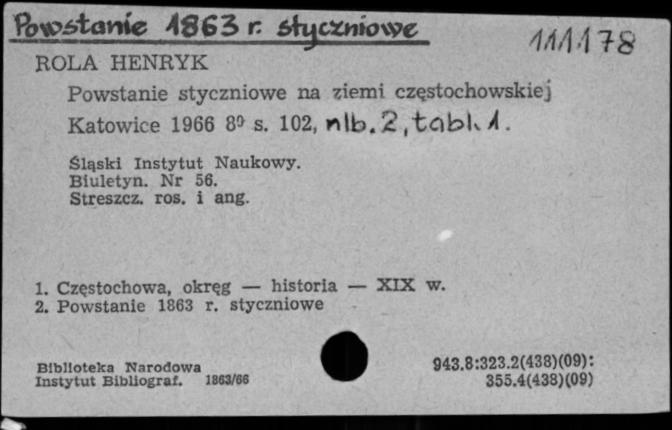 Powstanie 1863 r. styczniowe
111178
ROLA HENRYK
Powstanie styczniowe na ziemi częstochowskiej
Katowice 1966 8⁰ s. 102, nlb. 2, tabl. 1.
Śląski Instytut Naukowy.
Biuletyn. Nr 56.
Streszcz. ros. i ang.
1. Częstochowa, okręg — historia — XIX w.
2. Powstanie 1863 r. styczniowe
Biblioteka Narodowa
Instytut Bibliograf. 1863/66
943.8:323.2(438)(09):
355.4(438)(09)